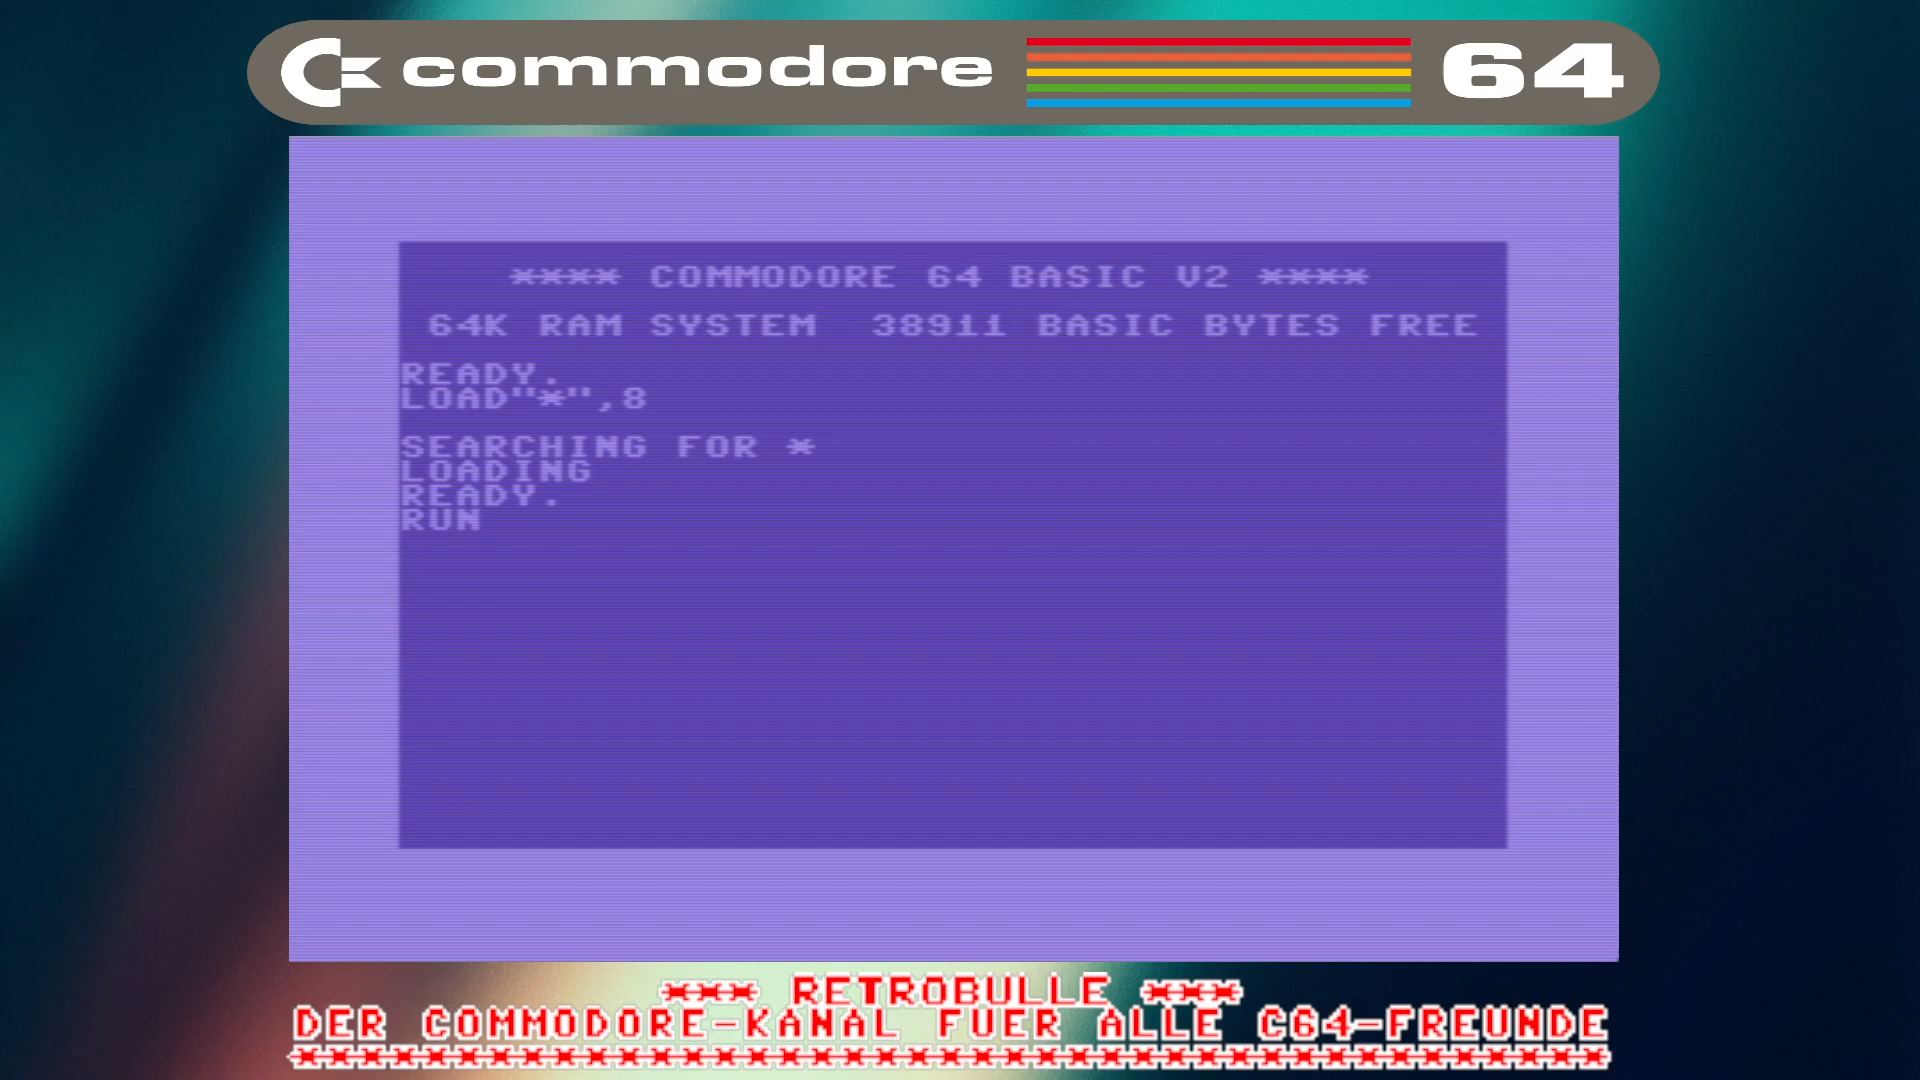 commodore 64
**** COMMODORE 64 BASIC V2 ****
64K RAM SYSTEM  38911 BASIC BYTES FREE
READY.
LOAD"*",8
SEARCHING FOR *
LOADING
READY.
RUN
*** RETROBULLE ***
DER COMMODORE-KANAL FUER ALLE C64-FREUNDE
*****************************************